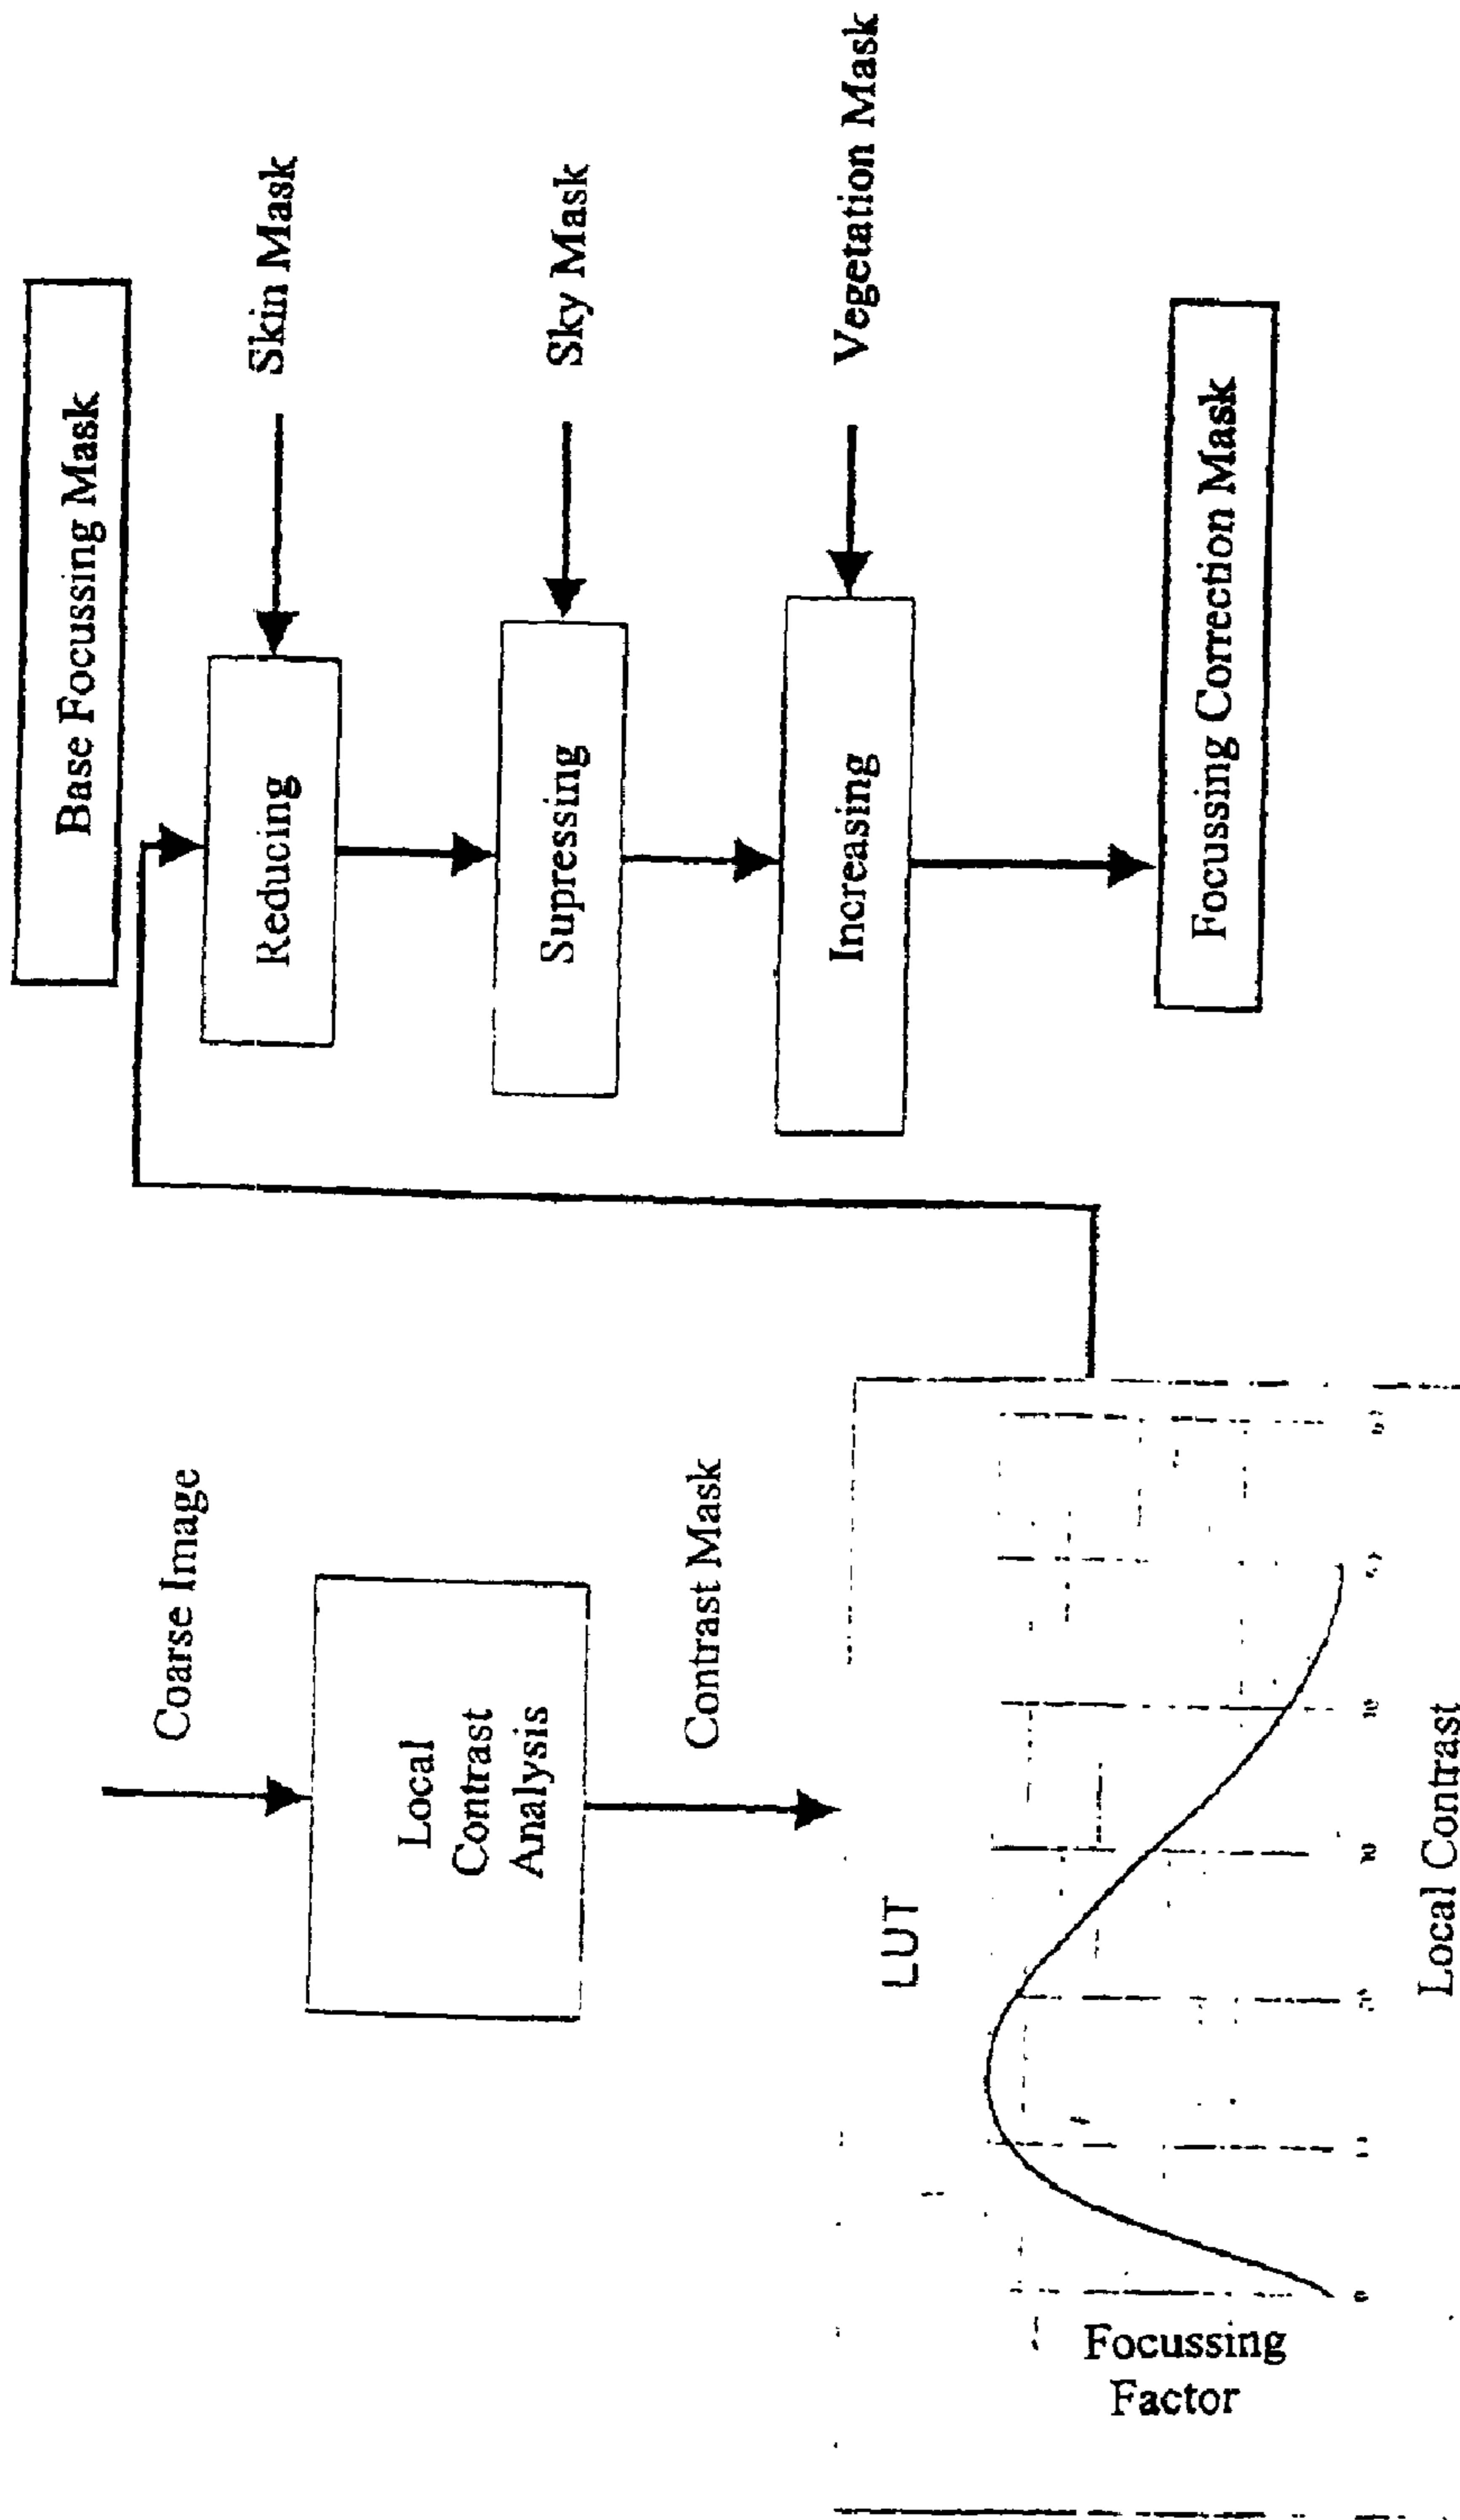 Coarse Image
Local
Contrast
Analysis
Contrast Mask
LUT
Focussing
Factor
Local Contrast
Base Focussing Mask
Reducing
Skin Mask
Supressing
Sky Mask
Increasing
Vegetation Mask
Focussing Correction Mask